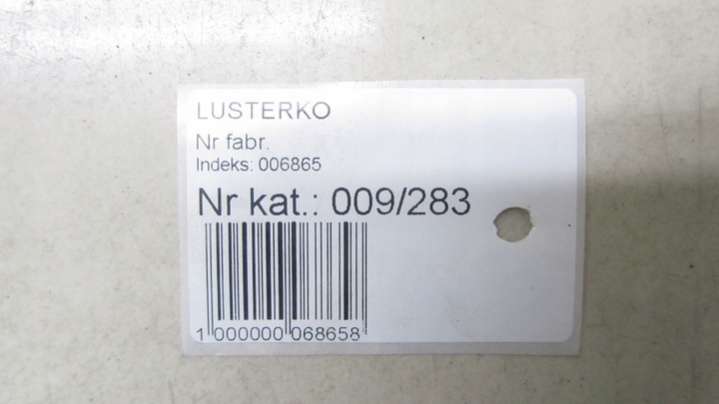 LUSTERKO
Nr fabr.
Indeks: 006865
Nr kat.: 009/283
1 000000 068658